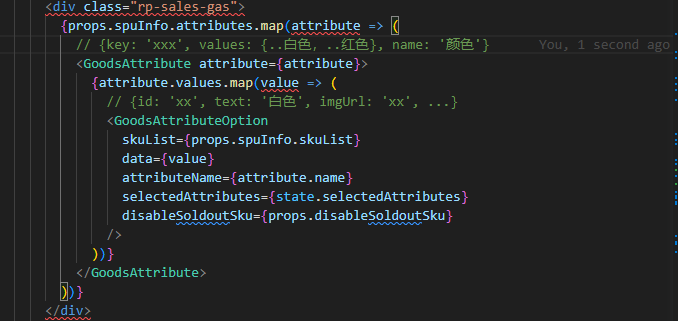 <div class="rp-sales-gas">
{props.spuInfo.attributes.map(attribute => (
// {key: 'xxx', values: {..白色, ..红色}, name: '颜色'} You, 1 second ago
<GoodsAttribute attribute={attribute}>
{attribute.values.map(value => (
// {id: 'xx', text: '白色', imgUrl: 'xx', ...}
<GoodsAttributeOption
skuList={props.spuInfo.skuList}
data={value}
attributeName={attribute.name}
selectedAttributes={state.selectedAttributes}
disableSoldoutSku={props.disableSoldoutSku}
/>
))}
</GoodsAttribute>
))}
</div>